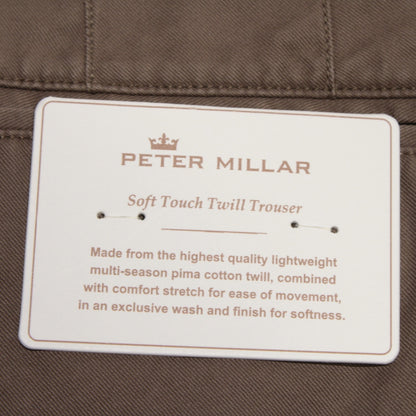 PETER MILLAR
Soft Touch Twill Trouser
Made from the highest quality lightweight
multi-season pima cotton twill, combined
with comfort stretch for ease of movement,
in an exclusive wash and finish for softness.